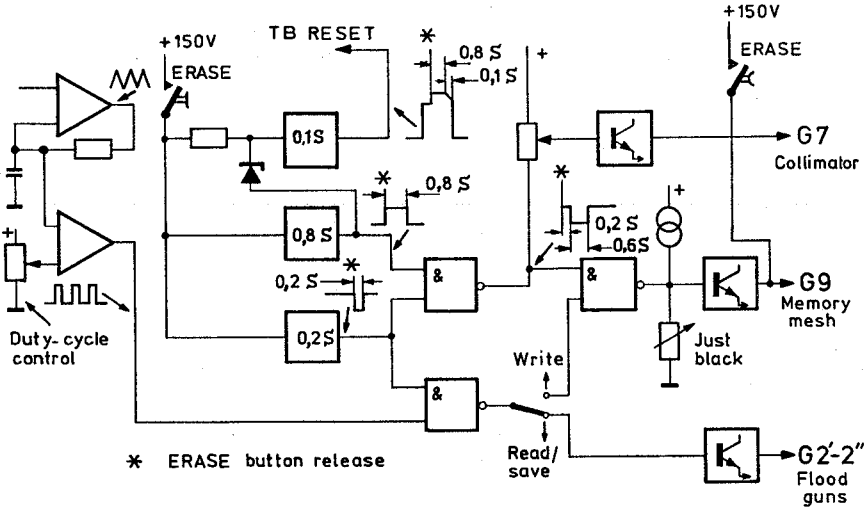 +150V
ERASE
TB RESET
*
0,8 S
0,1 S
+
+150V
ERASE
0,1S
G7
Collimator
*
0,8 S
*
0,2 S
0,6S
+
0,8 S
0,2 S
*
&
&
G9
Memory
mesh
+
Duty-cycle
control
0,2S
Just
black
Write
&
Read/
save
G2'-2"
Flood
guns
* ERASE button release